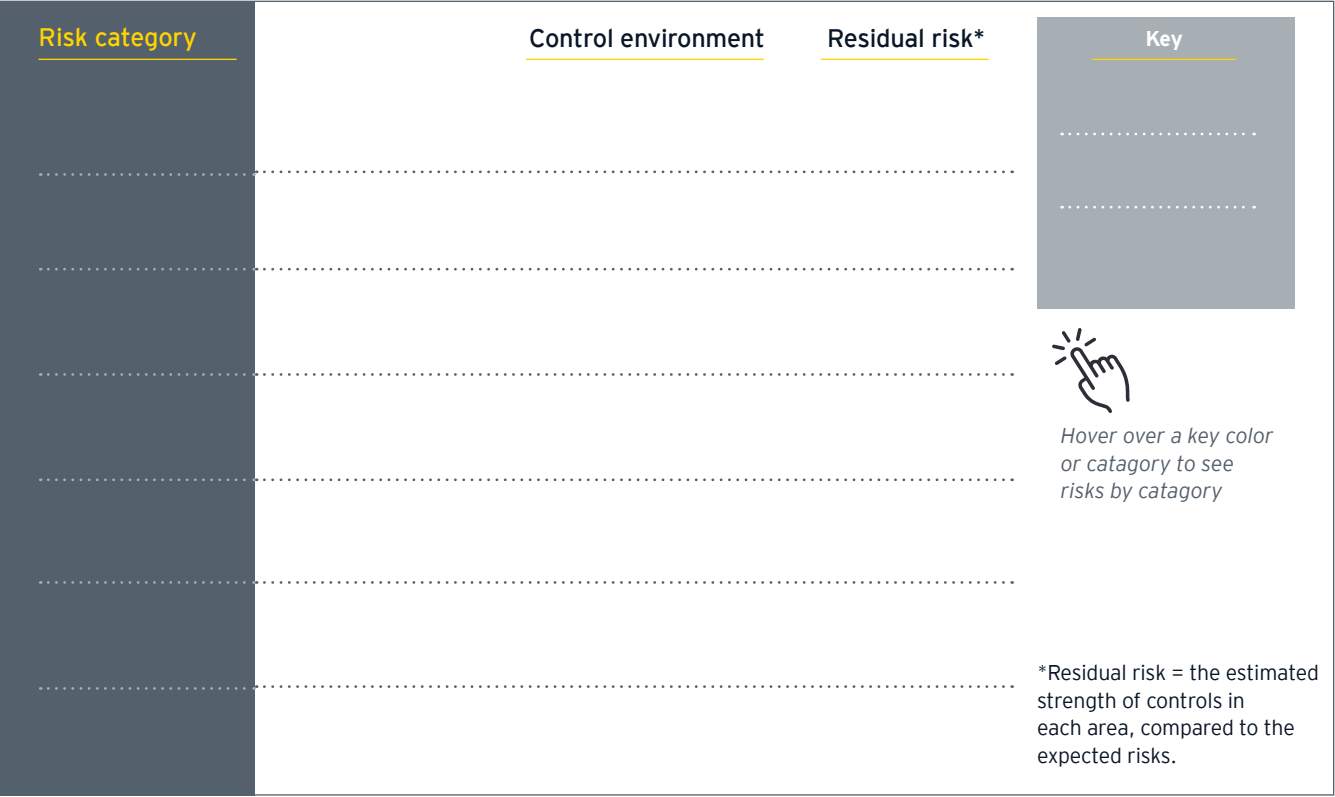 Risk category
Control environment
Residual risk*
Key
Hover over a key color
or catagory to see
risks by catagory
*Residual risk = the estimated
strength of controls in
each area, compared to the
expected risks.